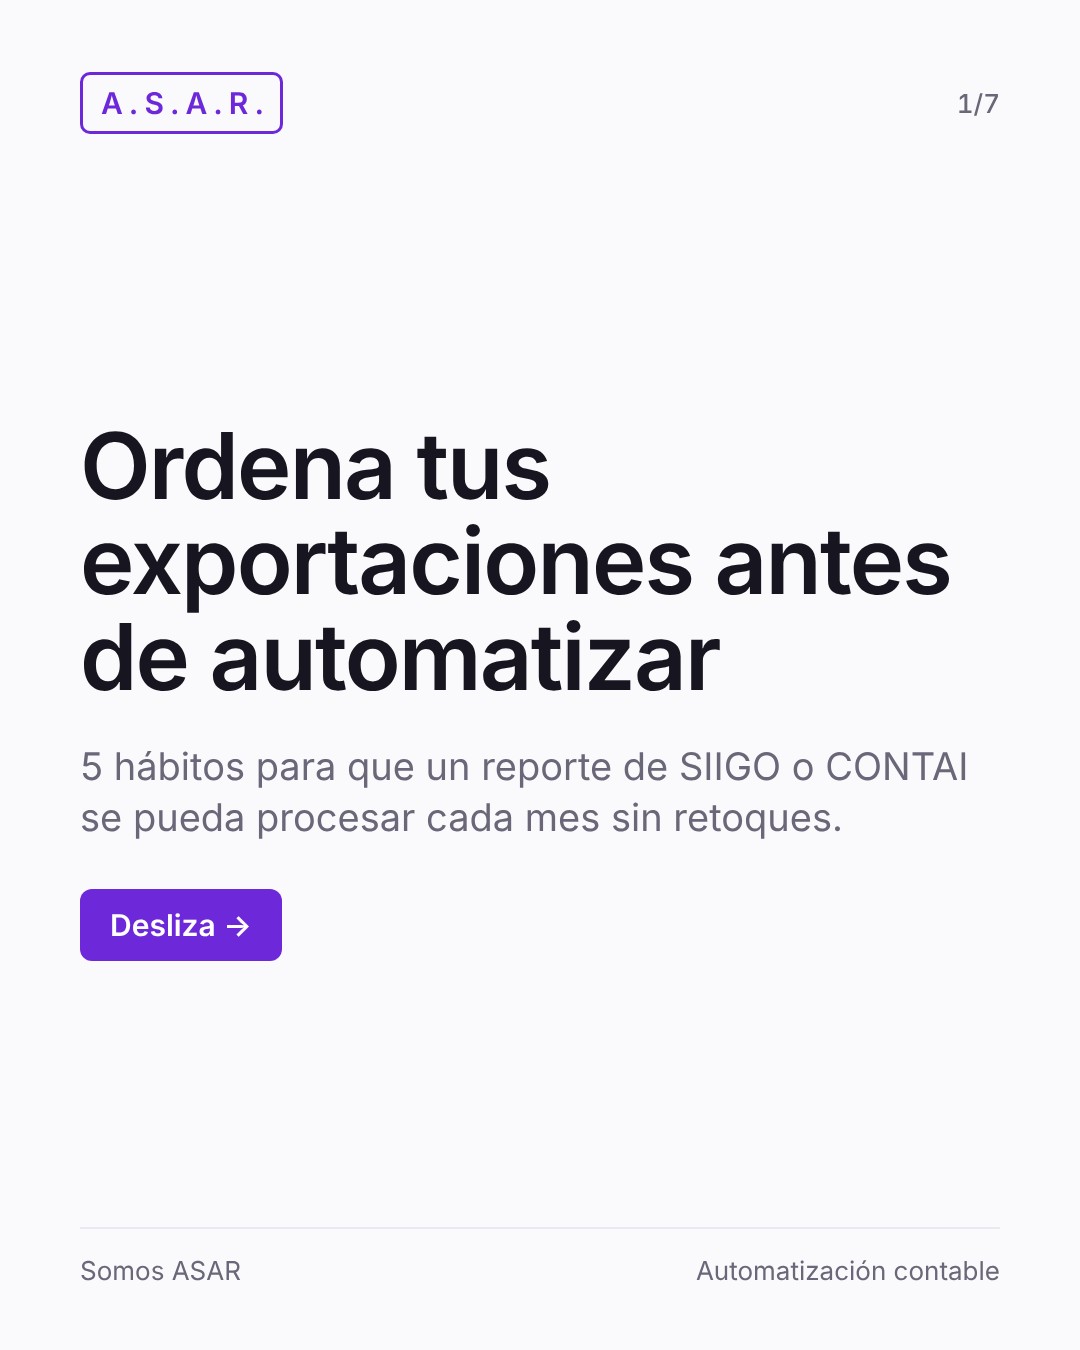 A.S.A.R.
1/7
Ordena tus
exportaciones antes
de automatizar
5 hábitos para que un reporte de SIIGO o CONTAI
se pueda procesar cada mes sin retoques.
Desliza →
Somos ASAR
Automatización contable